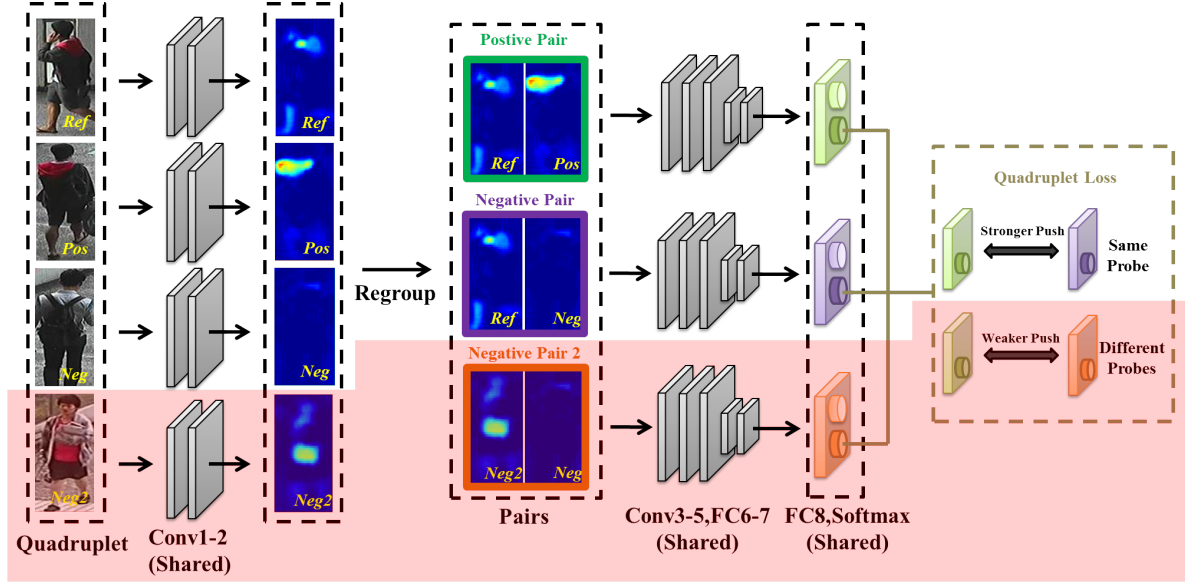 Ref
Pos
Neg
Neg2
Quadruplet
Conv1-2
(Shared)
Ref
Pos
Neg
Neg2
Regroup
Postive Pair
Ref Pos
Negative Pair
Ref Neg
Negative Pair 2
Neg2 Neg
Pairs
Conv3-5,FC6-7
(Shared)
FC8,Softmax
(Shared)
Quadruplet Loss
Stronger Push
Same
Probe
Weaker Push
Different
Probes